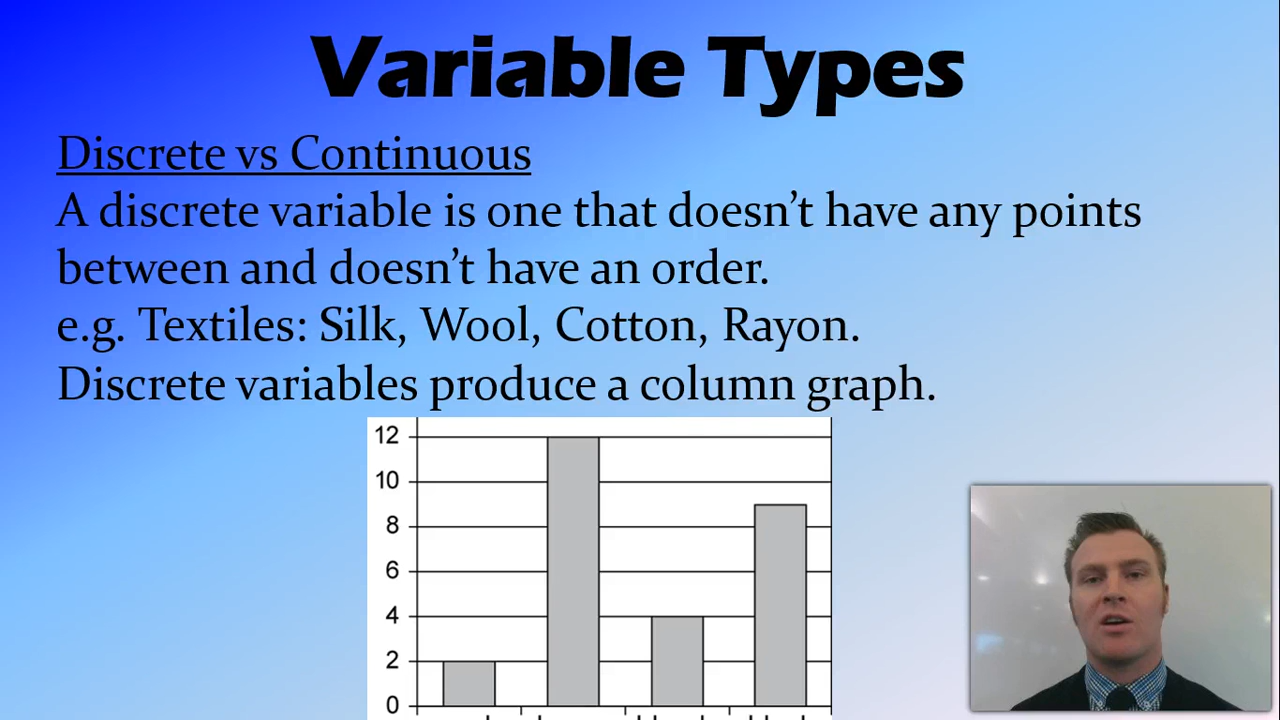 Variable Types
Discrete vs Continuous
A discrete variable is one that doesn’t have any points
between and doesn’t have an order.
e.g. Textiles: Silk, Wool, Cotton, Rayon.
Discrete variables produce a column graph.
12
10
8
6
4
2
0